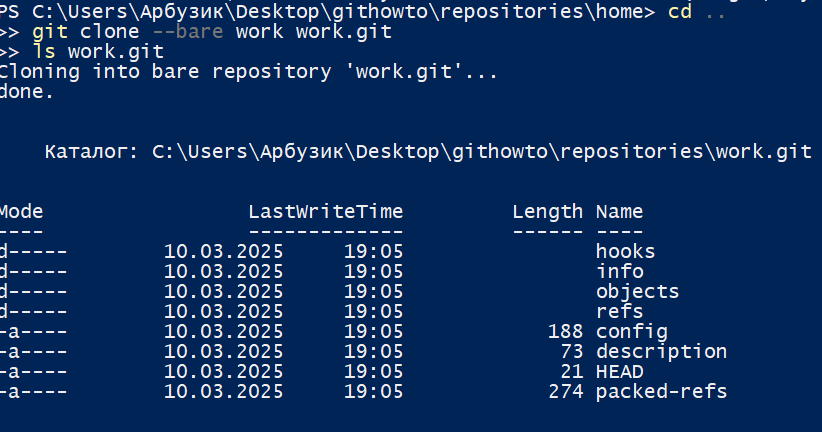 PS C:\Users\Арбузик\Desktop\githowto\repositories\home> cd ..
>> git clone --bare work work.git
>> ls work.git
Cloning into bare repository 'work.git'...
done.
Каталог: C:\Users\Арбузик\Desktop\githowto\repositories\work.git
Mode LastWriteTime Length Name
---- ------------- ------ ----
d----- 10.03.2025 19:05 hooks
d----- 10.03.2025 19:05 info
d----- 10.03.2025 19:05 objects
d----- 10.03.2025 19:05 refs
-a---- 10.03.2025 19:05 188 config
-a---- 10.03.2025 19:05 73 description
-a---- 10.03.2025 19:05 21 HEAD
-a---- 10.03.2025 19:05 274 packed-refs